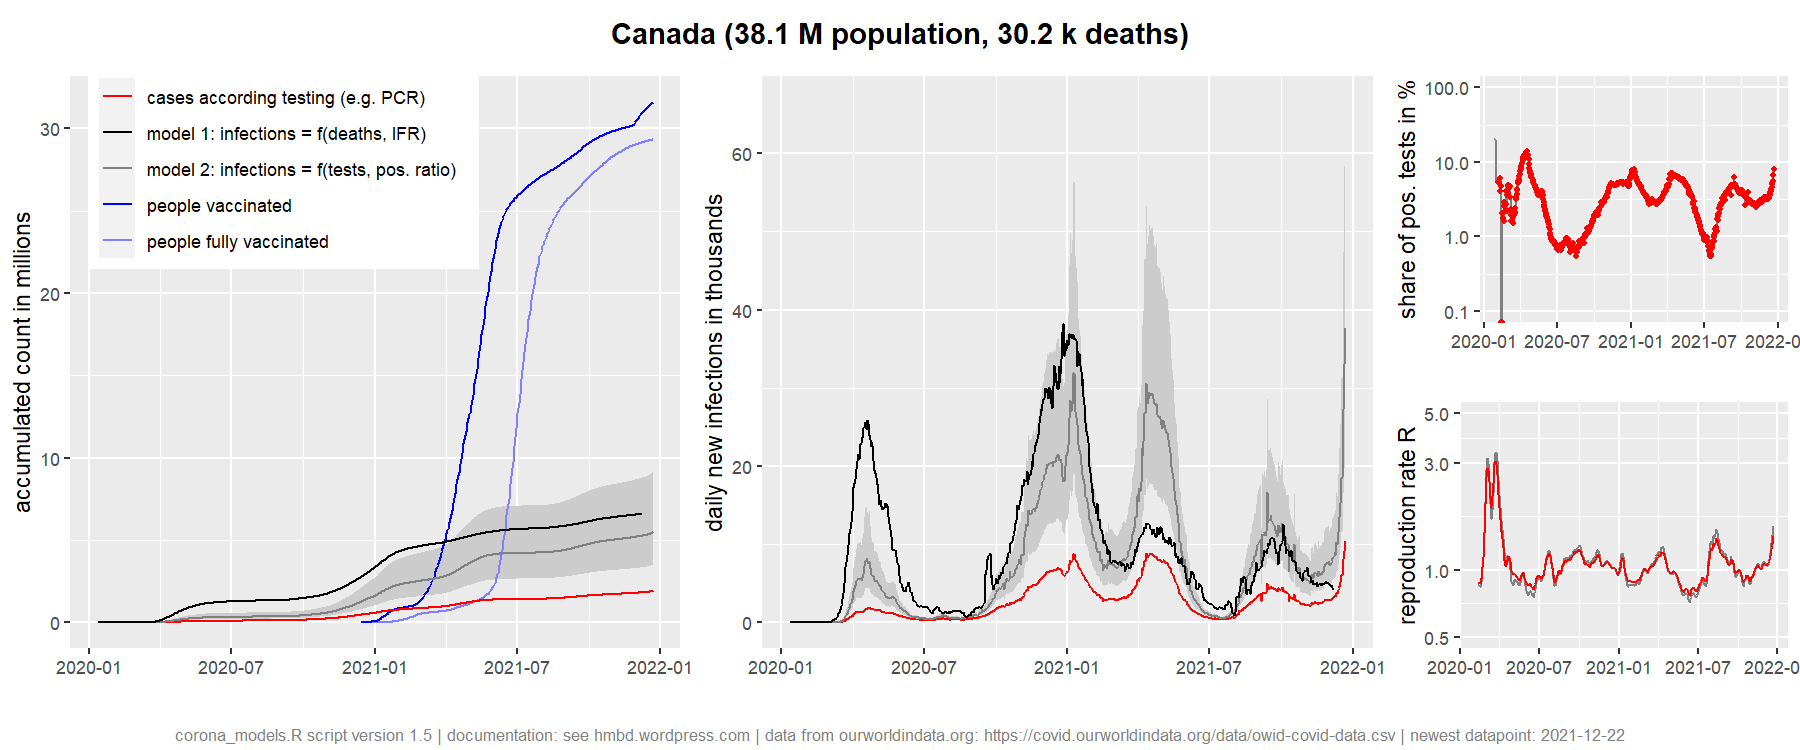 Canada (38.1 M population, 30.2 k deaths)
accumulated count in millions
30
20
10
0
cases according testing (e.g. PCR)
model 1: infections = f(deaths, IFR)
model 2: infections = f(tests, pos. ratio)
people vaccinated
people fully vaccinated
2020-01 2020-07 2021-01 2021-07 2022-01
daily new infections in thousands
60
40
20
0
2020-01 2020-07 2021-01 2021-07 2022-01
share of pos. tests in %
100.0
10.0
1.0
0.1
2020-01 2020-07 2021-01 2021-07 2022-0
reproduction rate R
5.0
3.0
1.0
0.5
2020-01 2020-07 2021-01 2021-07 2022-0
corona_models.R script version 1.5 | documentation: see hmbd.wordpress.com | data from ourworldindata.org: https://covid.ourworldindata.org/data/owid-covid-data.csv | newest datapoint: 2021-12-22